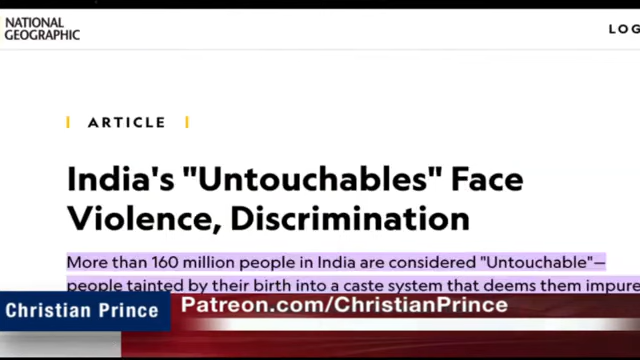 NATIONAL
GEOGRAPHIC
LOG
ARTICLE
India's "Untouchables" Face
Violence, Discrimination
More than 160 million people in India are considered "Untouchable"—
people tainted by their birth into a caste system that deems them impure
Christian Prince
Patreon.com/ChristianPrince